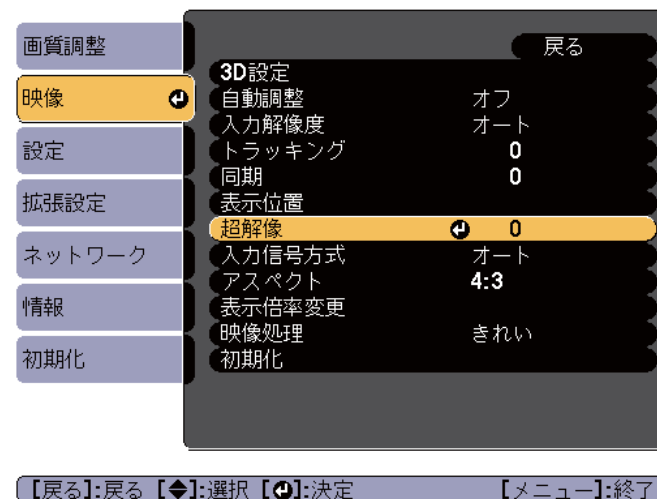 画質調整
映像
設定
拡張設定
ネットワーク
情報
初期化
戻る
3D設定
自動調整 オフ
入力解像度 オート
トラッキング 0
同期 0
表示位置
超解像 0
入力信号方式 オート
アスペクト 4:3
表示倍率変更
映像処理 きれい
初期化
【戻る】:戻る 【◆】:選択 【↵】:決定 【メニュー】:終了